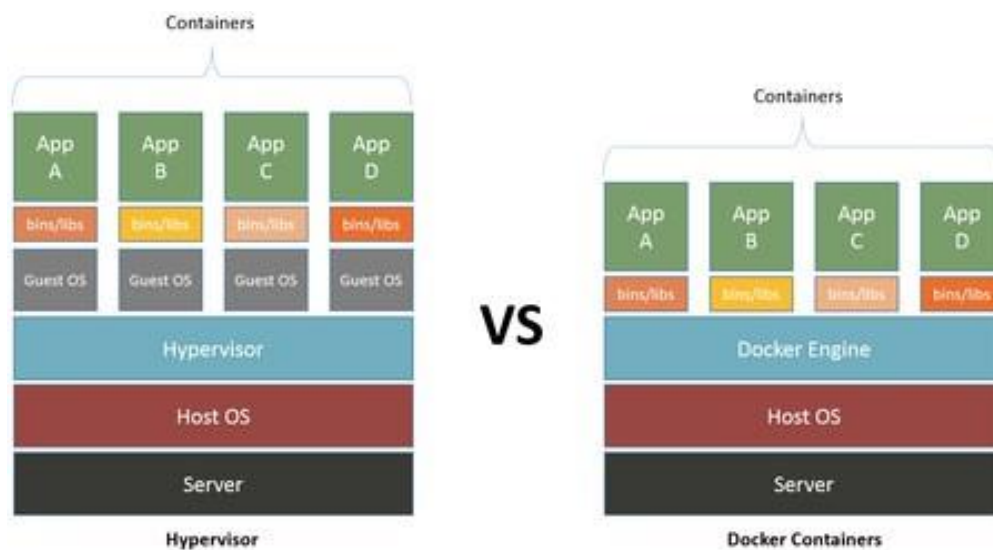 Containers
App A
App B
App C
App D
bins/libs
bins/libs
bins/libs
bins/libs
Guest OS
Guest OS
Guest OS
Guest OS
Hypervisor
Host OS
Server
Hypervisor
VS
Containers
App A
App B
App C
App D
bins/libs
bins/libs
bins/libs
bins/libs
Docker Engine
Host OS
Server
Docker Containers